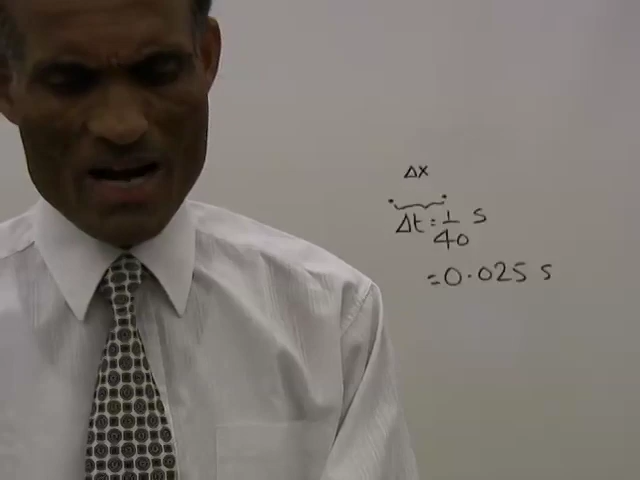 Δx
Δt = 1/40 s
= 0.025 s